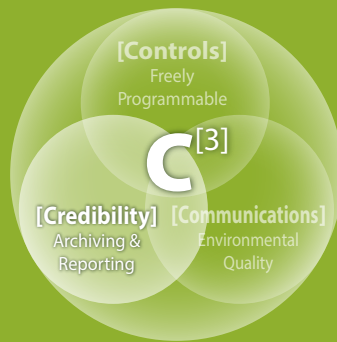 [Controls]
Freely
Programmable
C[3]
[Credibility] [Communications]
Archiving & Environmental
Reporting Quality